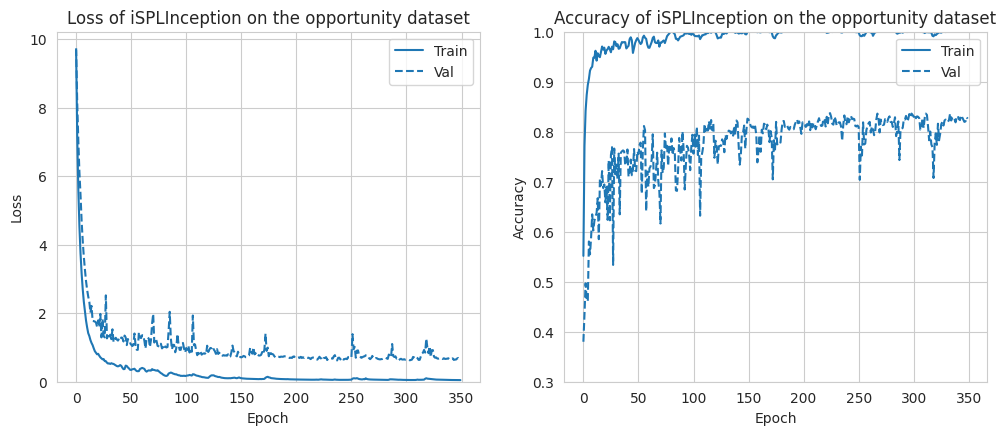 Loss of iSPLInception on the opportunity dataset
10
8
6
4
2
0
Loss
0 50 100 150 200 250 300 350
Epoch
Train
Val
Accuracy of iSPLInception on the opportunity dataset
1.0
0.9
0.8
0.7
0.6
0.5
0.4
0.3
Accuracy
0 50 100 150 200 250 300 350
Epoch
Train
Val